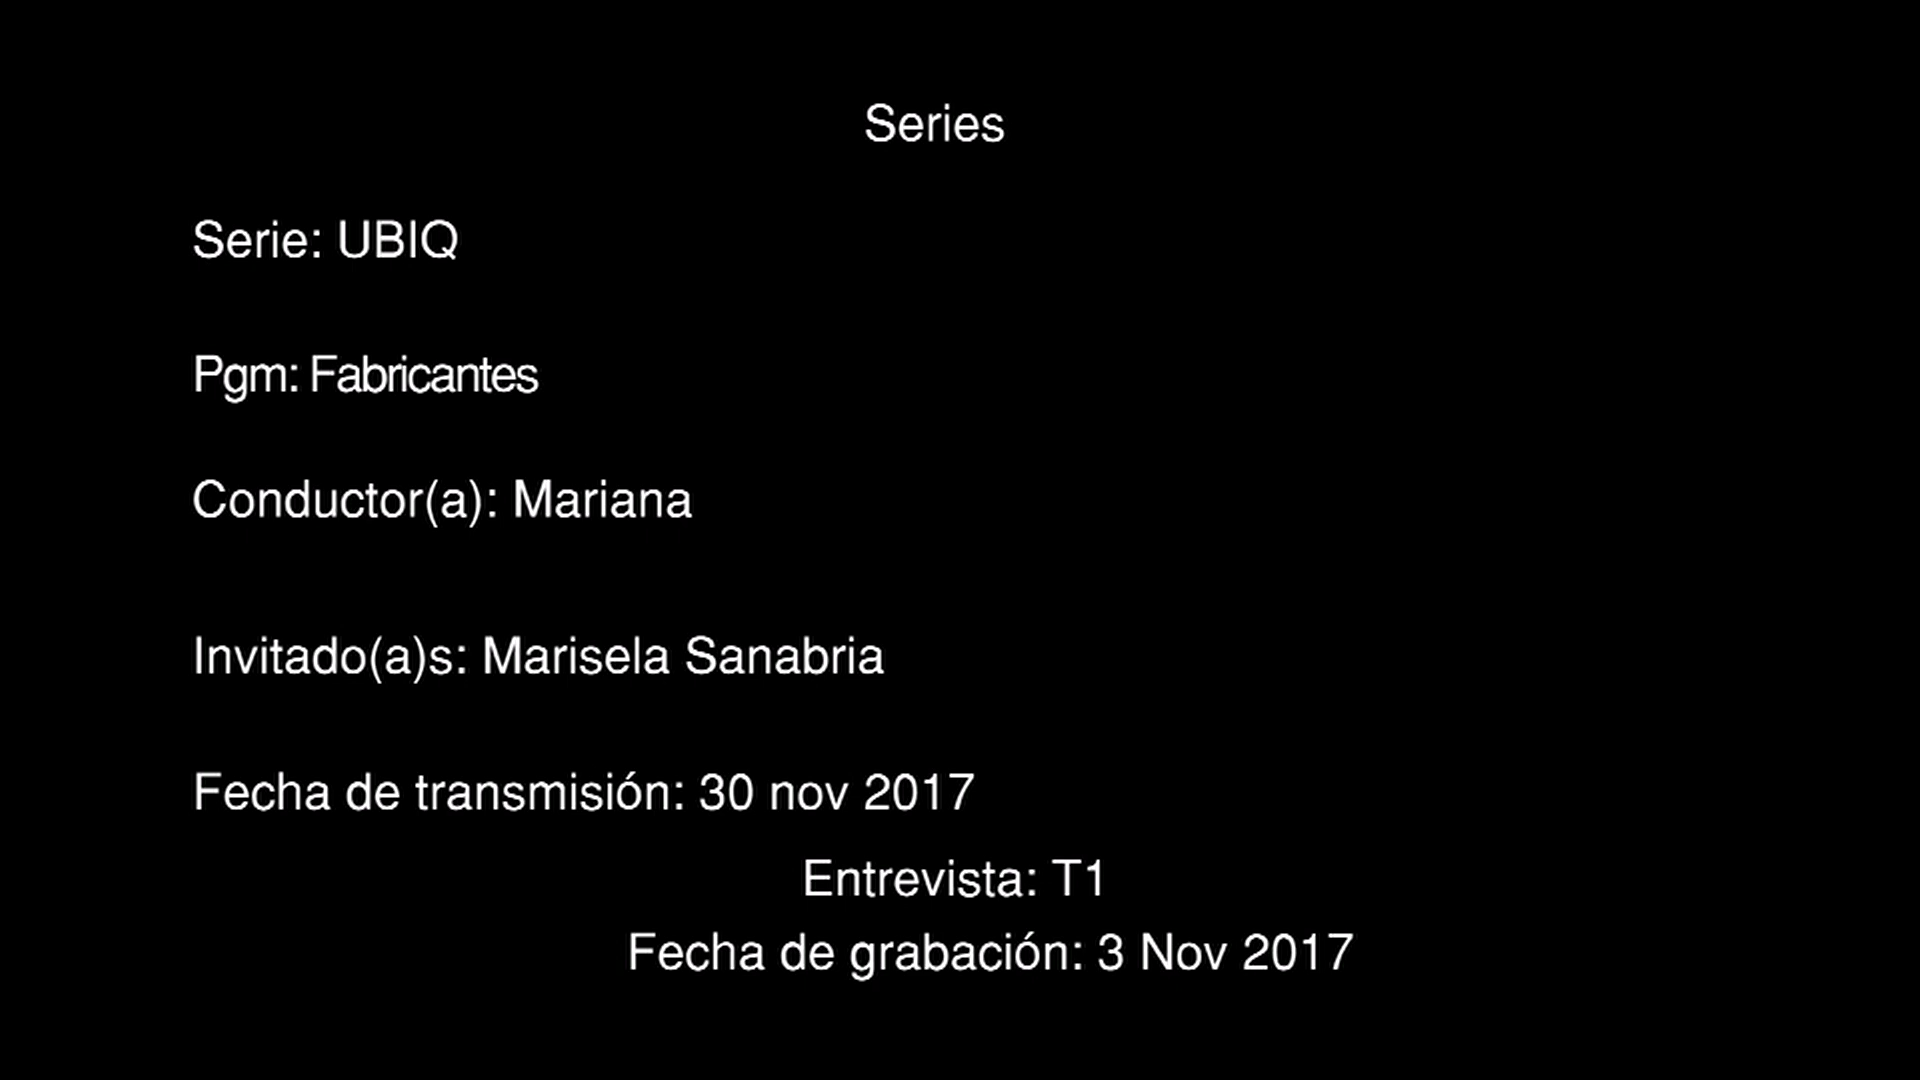 Series
Serie: UBIQ
Pgm: Fabricantes
Conductor(a): Mariana
Invitado(a)s: Marisela Sanabria
Fecha de transmisión: 30 nov 2017
Entrevista: T1
Fecha de grabación: 3 Nov 2017